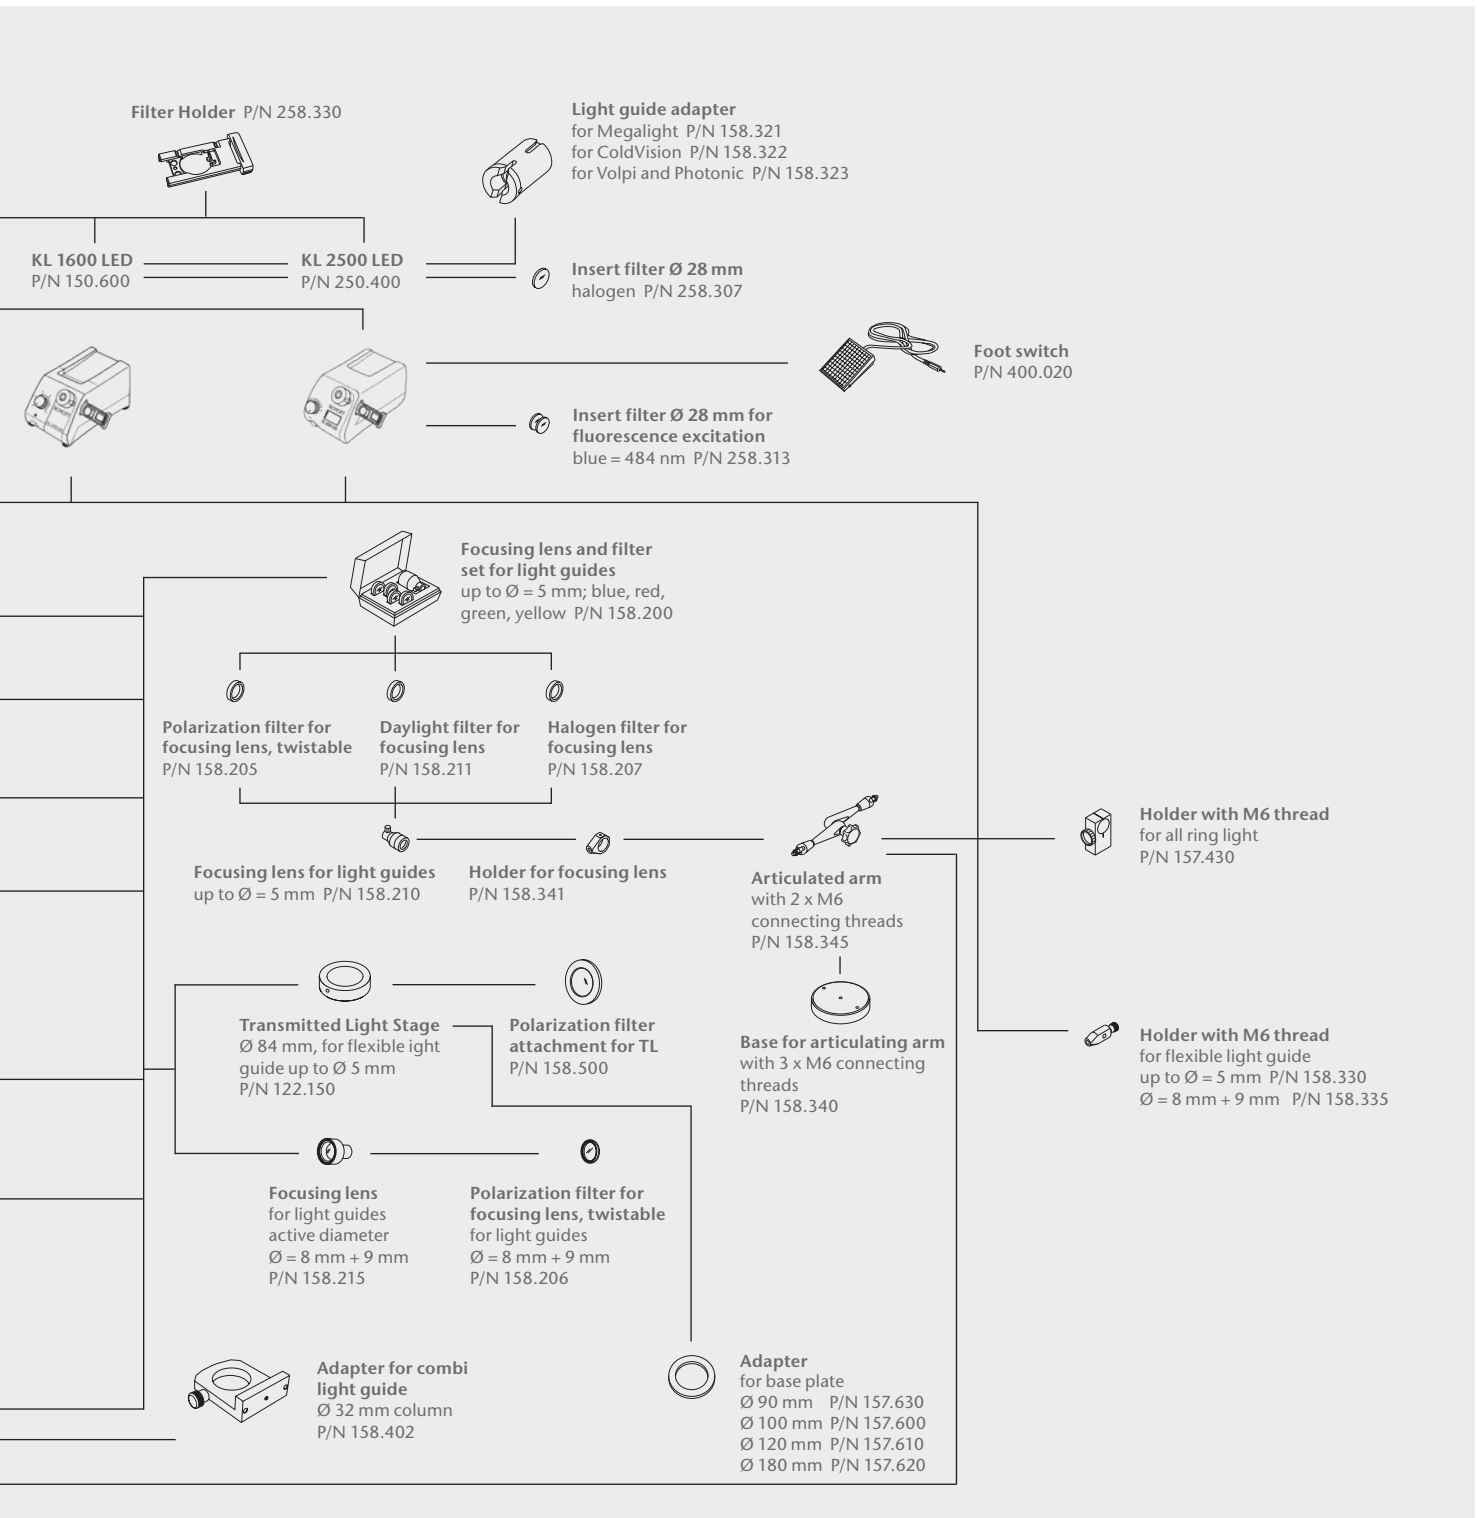 Filter Holder P/N 258.330
Light guide adapter
for Megalight P/N 158.321
for ColdVision P/N 158.322
for Volpi and Photonic P/N 158.323
KL 1600 LED
P/N 150.600
KL 2500 LED
P/N 250.400
Insert filter Ø 28 mm
halogen P/N 258.307
Foot switch
P/N 400.020
Insert filter Ø 28 mm for
fluorescence excitation
blue = 484 nm P/N 258.313
Focusing lens and filter
set for light guides
up to Ø = 5 mm; blue, red,
green, yellow P/N 158.200
Polarization filter for
focusing lens, twistable
P/N 158.205
Daylight filter for
focusing lens
P/N 158.211
Halogen filter for
focusing lens
P/N 158.207
Focusing lens for light guides
up to Ø = 5 mm P/N 158.210
Holder for focusing lens
P/N 158.341
Articulated arm
with 2 x M6
connecting threads
P/N 158.345
Holder with M6 thread
for all ring light
P/N 157.430
Transmitted Light Stage
Ø 84 mm, for flexible ight
guide up to Ø 5 mm
P/N 122.150
Polarization filter
attachment for TL
P/N 158.500
Base for articulating arm
with 3 x M6 connecting
threads
P/N 158.340
Holder with M6 thread
for flexible light guide
up to Ø = 5 mm P/N 158.330
Ø = 8 mm + 9 mm P/N 158.335
Focusing lens
for light guides
active diameter
Ø = 8 mm + 9 mm
P/N 158.215
Polarization filter for
focusing lens, twistable
for light guides
Ø = 8 mm + 9 mm
P/N 158.206
Adapter for combi
light guide
Ø 32 mm column
P/N 158.402
Adapter
for base plate
Ø 90 mm P/N 157.630
Ø 100 mm P/N 157.600
Ø 120 mm P/N 157.610
Ø 180 mm P/N 157.620